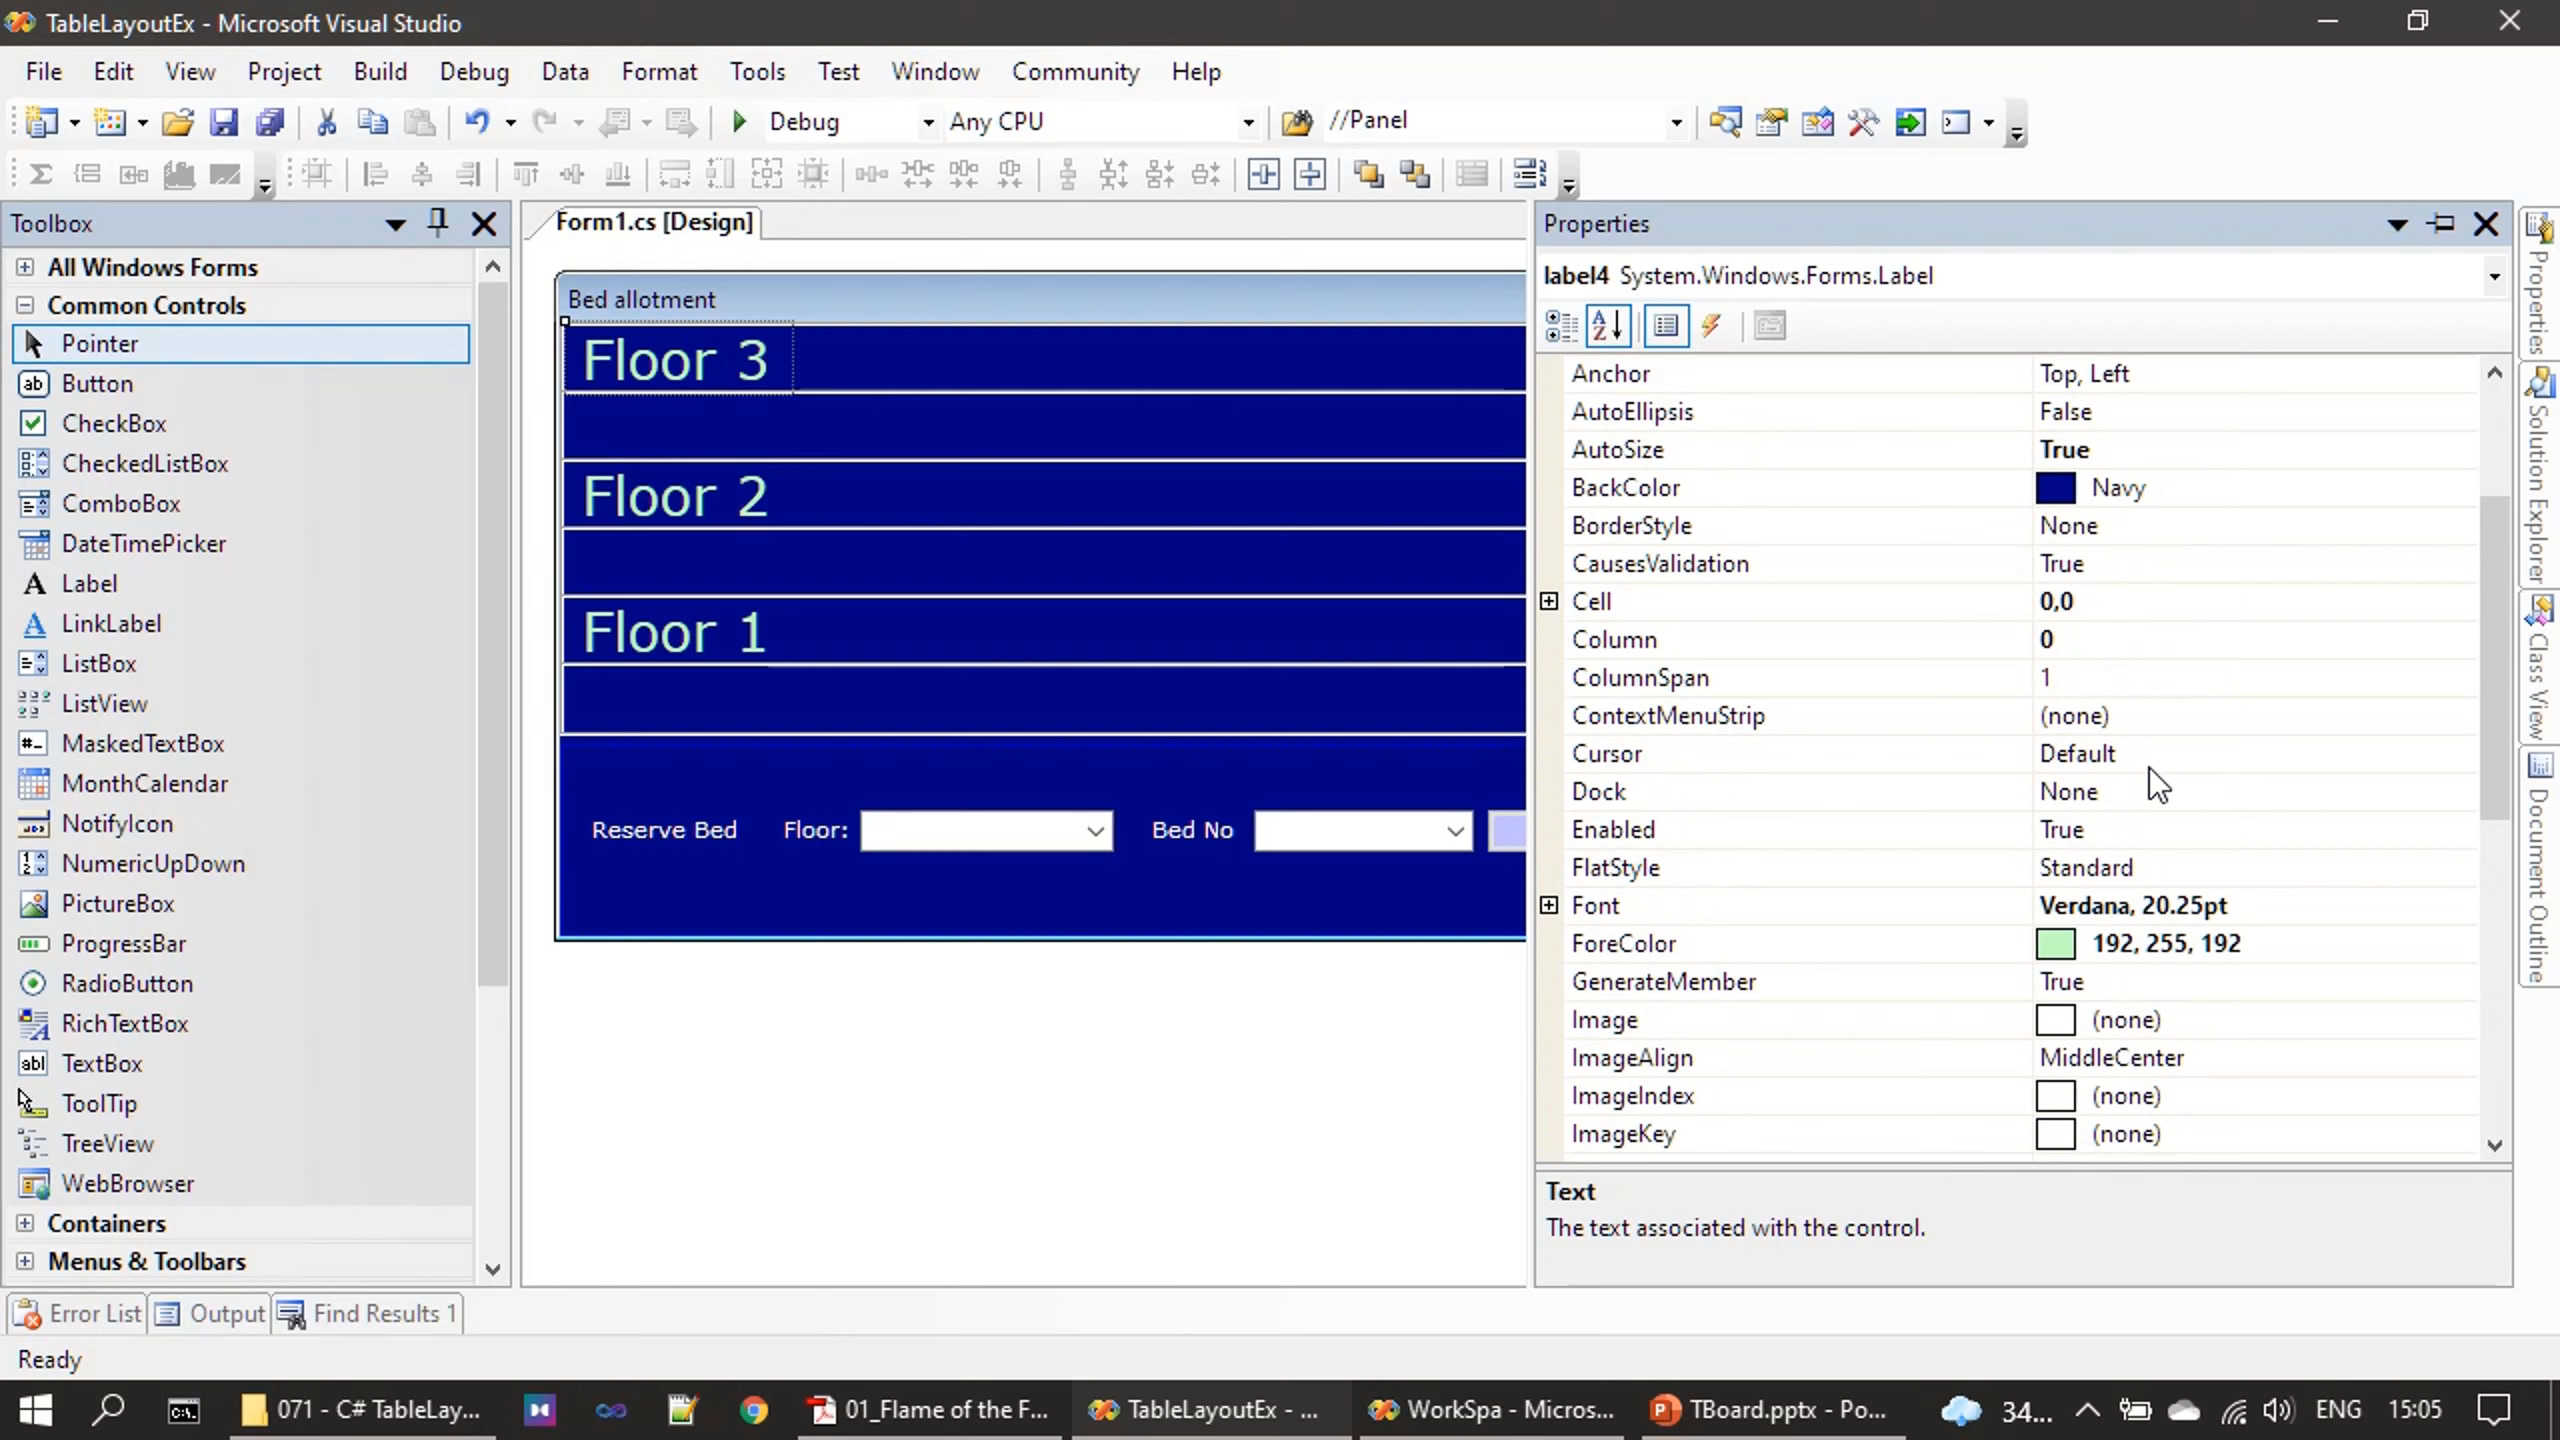 TableLayoutEx - Microsoft Visual Studio
File Edit View Project Build Debug Data Format Tools Test Window Community Help
Debug Any CPU //Panel
Toolbox
All Windows Forms
Common Controls
Pointer
Button
CheckBox
CheckedListBox
ComboBox
DateTimePicker
Label
LinkLabel
ListBox
ListView
MaskedTextBox
MonthCalendar
NotifyIcon
NumericUpDown
PictureBox
ProgressBar
RadioButton
RichTextBox
TextBox
ToolTip
TreeView
WebBrowser
Containers
Menus & Toolbars
Form1.cs [Design]
Bed allotment
Floor 3
Floor 2
Floor 1
Reserve Bed Floor: Bed No
Properties
label4 System.Windows.Forms.Label
Anchor Top, Left
AutoEllipsis False
AutoSize True
BackColor Navy
BorderStyle None
CausesValidation True
Cell 0,0
Column 0
ColumnSpan 1
ContextMenuStrip (none)
Cursor Default
Dock None
Enabled True
FlatStyle Standard
Font Verdana, 20.25pt
ForeColor 192, 255, 192
GenerateMember True
Image (none)
ImageAlign MiddleCenter
ImageIndex (none)
ImageKey (none)
Text
The text associated with the control.
Properties
Solution Explorer
Class View
Document Outline
Error List Output Find Results 1
Ready
071 - C# TableLay... 01_Flame of the F... TableLayoutEx - ... WorkSpa - Micros... TBoard.pptx - Po... 34... ENG 15:05